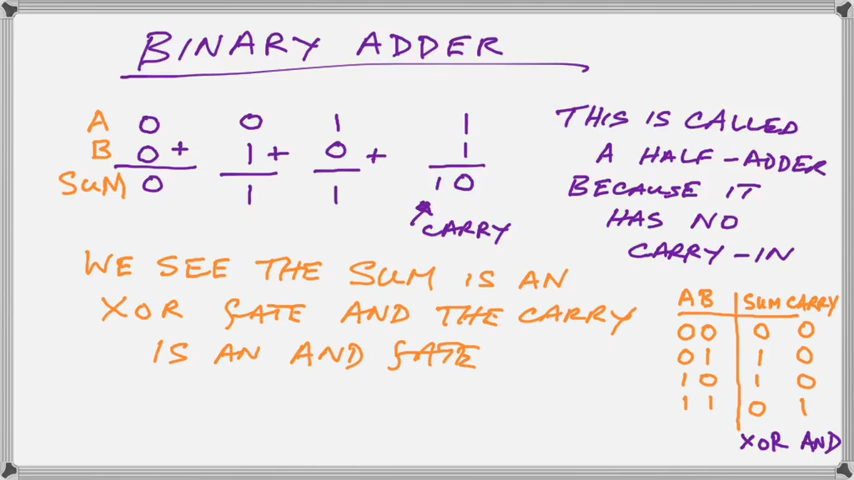 BINARY ADDER
A 0 0 1 1
B 0 + 1 + 0 + 1
SUM 0 1 1 10
CARRY
THIS IS CALLED
A HALF-ADDER
BECAUSE IT
HAS NO
CARRY-IN
WE SEE THE SUM IS AN
XOR GATE AND THE CARRY
IS AN AND GATE
AB SUM CARRY
00 0 0
01 1 0
10 1 0
11 0 1
XOR AND